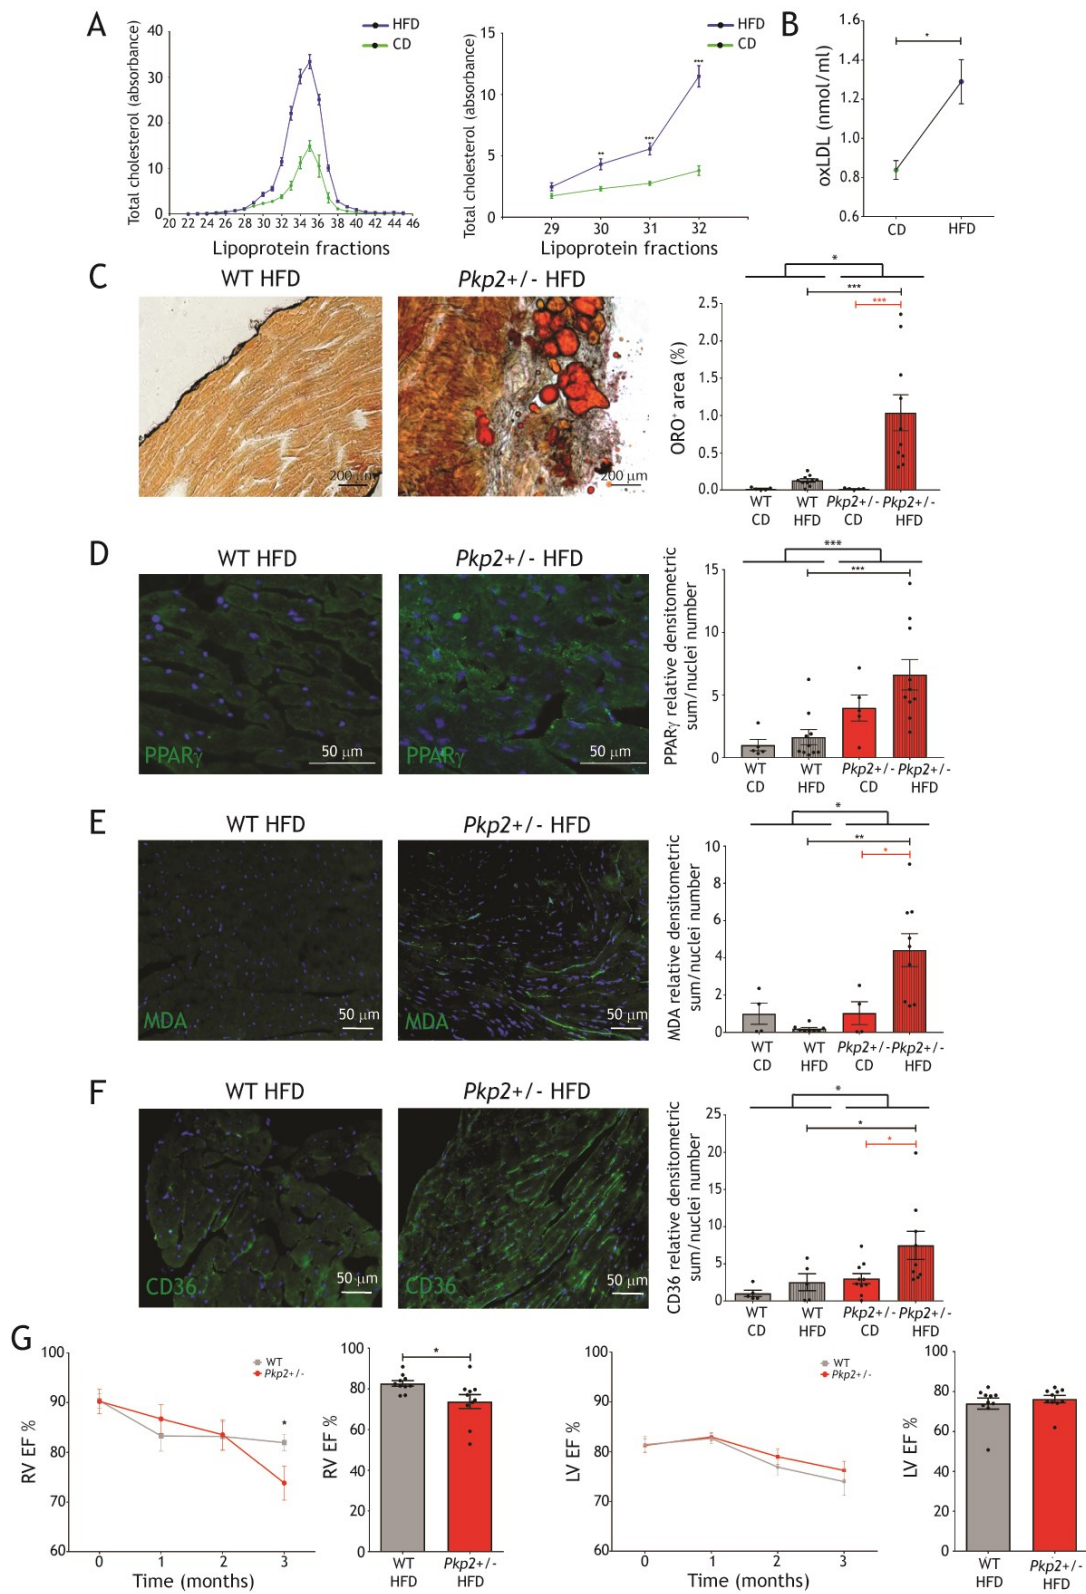 A
HFD
CD
Total cholesterol (absorbance)
40
30
20
10
0
20 22 24 26 28 30 32 34 36 38 40 42 44 46
Lipoprotein fractions
HFD
CD
Total cholesterol (absorbance)
15
10
5
0
*** 
**
***
29 30 31 32
Lipoprotein fractions
B
oxLDL (nmol/ml)
1.6
1.4
1.2
1.0
0.8
0.6
*
CD HFD
C
WT HFD
Pkp2+/- HFD
200 μm
200 μm
*
***
***
ORO+ area (%)
2.5
2.0
1.5
1.0
0.5
0.0
WT CD
WT HFD
Pkp2+/- CD
Pkp2+/- HFD
D
WT HFD
Pkp2+/- HFD
PPARγ
50 μm
PPARγ
50 μm
***
***
PPARγ relative densitometric
sum/nuclei number
15
10
5
0
WT CD
WT HFD
Pkp2+/- CD
Pkp2+/- HFD
E
WT HFD
Pkp2+/- HFD
MDA
50 μm
MDA
50 μm
*
**
*
MDA relative densitometric
sum/nuclei number
10
8
6
4
2
0
WT CD
WT HFD
Pkp2+/- CD
Pkp2+/- HFD
F
WT HFD
Pkp2+/- HFD
CD36
50 μm
CD36
50 μm
*
*
*
CD36 relative densitometric
sum/nuclei number
25
20
15
10
5
0
WT CD
WT HFD
Pkp2+/- CD
Pkp2+/- HFD
G
WT
Pkp2+/-
RV EF %
100
90
80
70
60
*
0 1 2 3
Time (months)
*
RV EF %
100
80
60
40
20
0
WT HFD
Pkp2+/- HFD
WT
Pkp2+/-
LV EF %
100
90
80
70
60
0 1 2 3
Time (months)
LV EF %
100
80
60
40
20
0
WT HFD
Pkp2+/- HFD